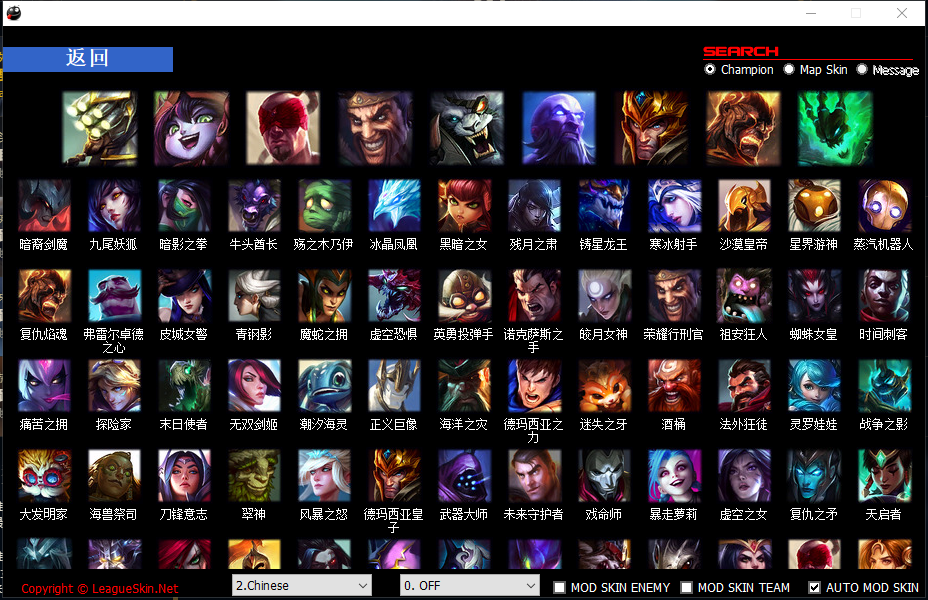 返回
SEARCH
Champion Map Skin Message
暗裔剑魔 九尾妖狐 暗影之拳 牛头酋长 殇之木乃伊 冰晶凤凰 黑暗之女 残月之肃 铸星龙王 寒冰射手 沙漠皇帝 星界游神 蒸汽机器人
复仇焰魂 弗雷尔卓德之心 皮城女警 青钢影 魔蛇之拥 虚空恐惧 英勇投弹手 诺克萨斯之手 皎月女神 荣耀行刑官 祖安狂人 蜘蛛女皇 时间刺客
痛苦之拥 探险家 末日使者 无双剑姬 潮汐海灵 正义巨像 海洋之灾 德玛西亚之力 迷失之牙 酒桶 法外狂徒 灵罗娃娃 战争之影
大发明家 海兽祭司 刀锋意志 翠神 风暴之怒 德玛西亚皇子 武器大师 未来守护者 戏命师 暴走萝莉 虚空之女 复仇之矛 天启者
Copyright © LeagueSkin.Net
2.Chinese
0. OFF
MOD SKIN ENEMY MOD SKIN TEAM AUTO MOD SKIN